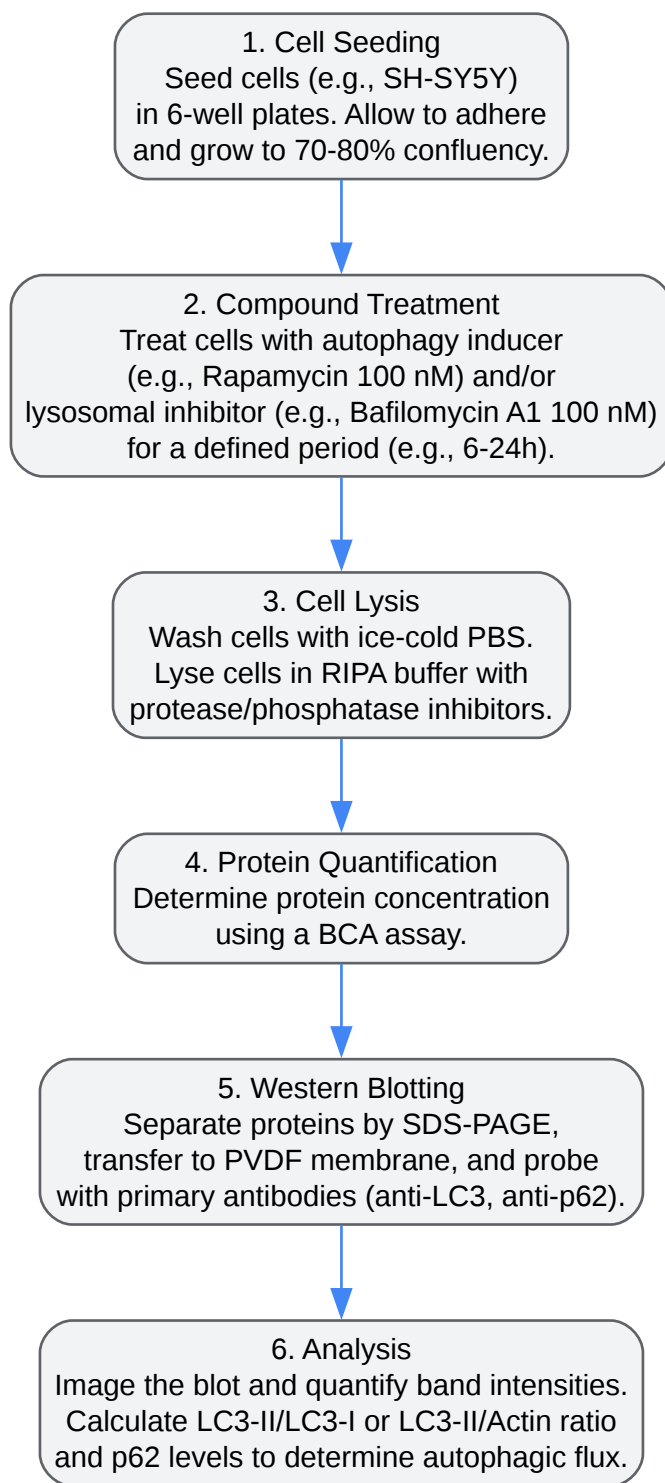 1. Cell Seeding
Seed cells (e.g., SH-SY5Y)
in 6-well plates. Allow to adhere
and grow to 70-80% confluency.
2. Compound Treatment
Treat cells with autophagy inducer
(e.g., Rapamycin 100 nM) and/or
lysosomal inhibitor (e.g., Bafilomycin A1 100 nM)
for a defined period (e.g., 6-24h).
3. Cell Lysis
Wash cells with ice-cold PBS.
Lyse cells in RIPA buffer with
protease/phosphatase inhibitors.
4. Protein Quantification
Determine protein concentration
using a BCA assay.
5. Western Blotting
Separate proteins by SDS-PAGE,
transfer to PVDF membrane, and probe
with primary antibodies (anti-LC3, anti-p62).
6. Analysis
Image the blot and quantify band intensities.
Calculate LC3-II/LC3-I or LC3-II/Actin ratio
and p62 levels to determine autophagic flux.